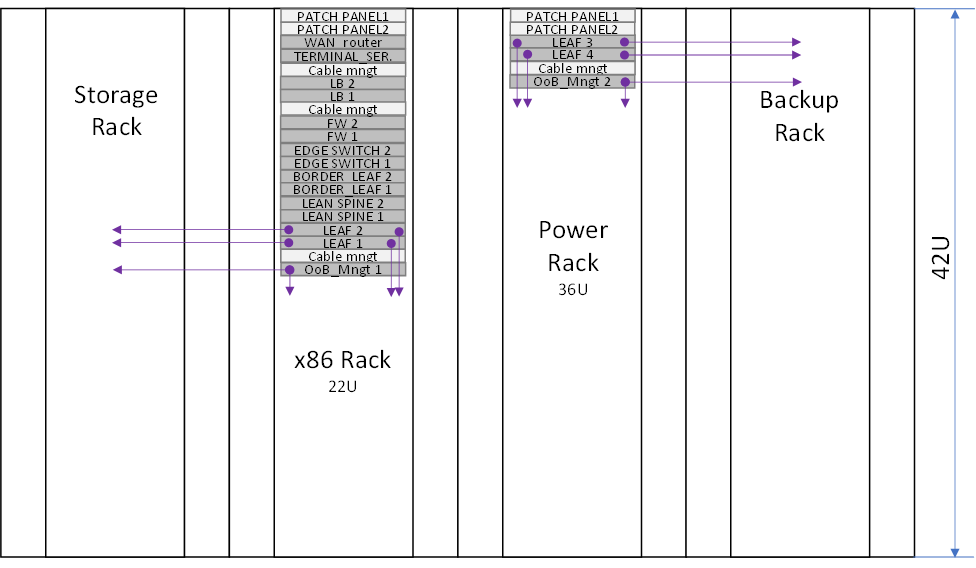 Storage
Rack
PATCH PANEL1
PATCH PANEL2
WAN_router
TERMINAL_SER.
Cable mngt
LB 2
LB 1
Cable mngt
FW 2
FW 1
EDGE SWITCH 2
EDGE SWITCH 1
BORDER_LEAF 2
BORDER_LEAF 1
LEAN SPINE 2
LEAN SPINE 1
LEAF 2
LEAF 1
Cable mngt
OoB_Mngt 1
x86 Rack
22U
PATCH PANEL1
PATCH PANEL2
LEAF 3
LEAF 4
Cable mngt
OoB_Mngt 2
Power
Rack
36U
Backup
Rack
42U